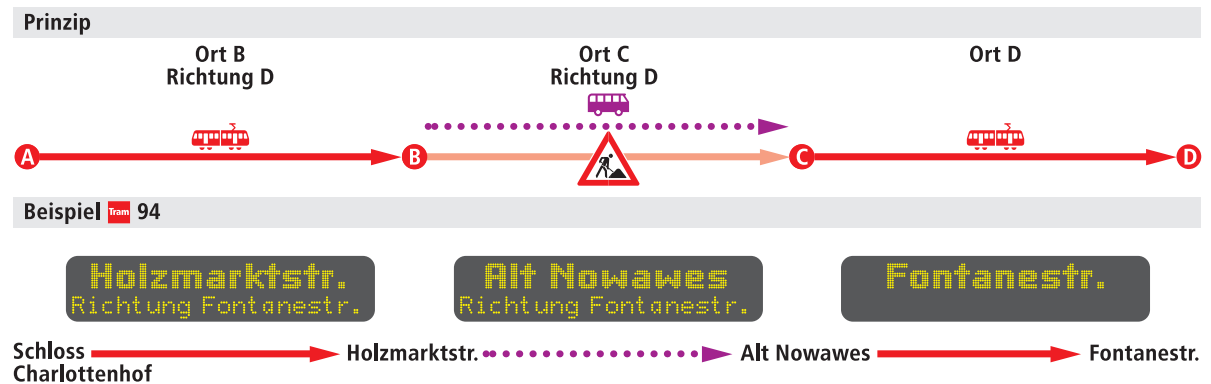 Prinzip
Ort B
Richtung D
Ort C
Richtung D
Ort D
A
B
C
D
Beispiel Tram 94
Holzmarktstr.
Richtung Fontanestr.
Alt Nowawes
Richtung Fontanestr.
Fontanestr.
Schloss
Charlottenhof
Holzmarktstr.
Alt Nowawes
Fontanestr.